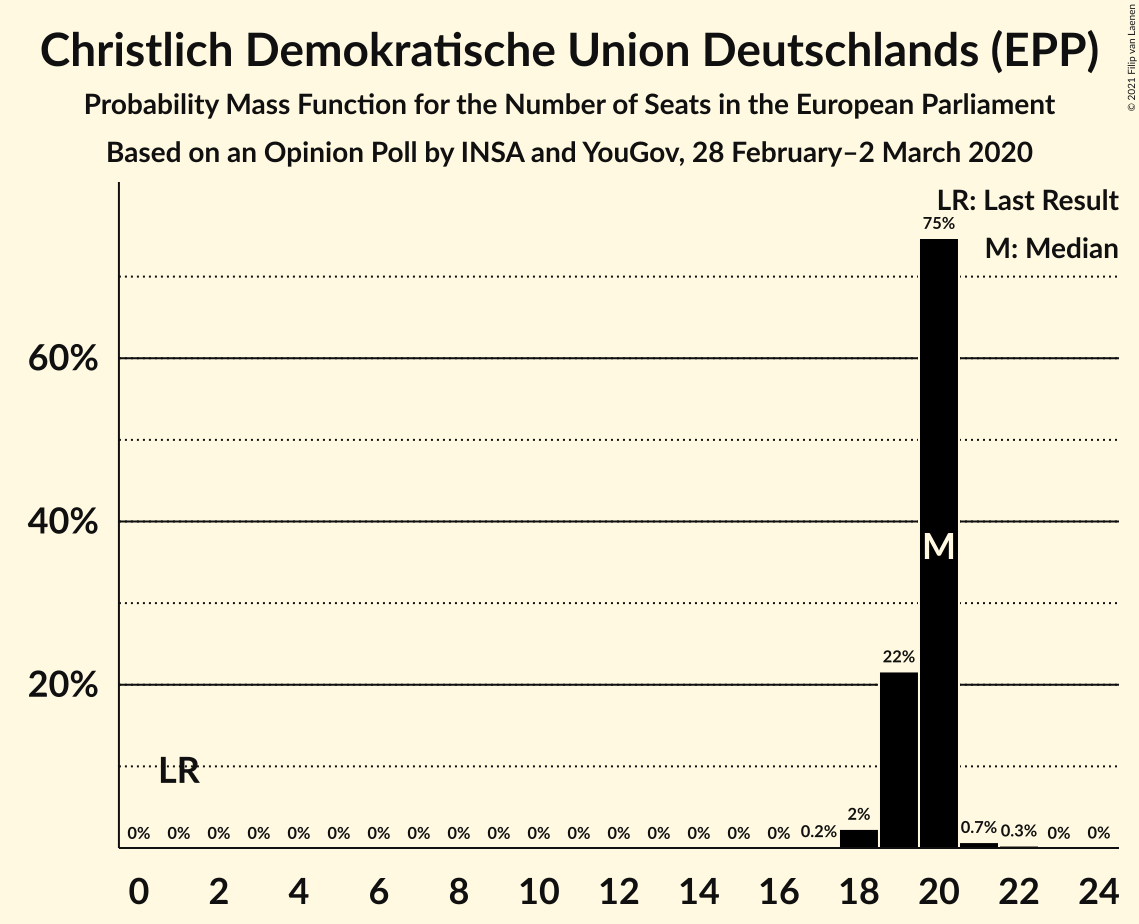 Christlich Demokratische Union Deutschlands (EPP)
Probability Mass Function for the Number of Seats in the European Parliament
Based on an Opinion Poll by INSA and YouGov, 28 February–2 March 2020
© 2021 Filip van Laenen
LR: Last Result
M: Median
75%
60%
40%
M
22%
20%
LR
2%
0% 0% 0% 0% 0% 0% 0% 0% 0% 0% 0% 0% 0% 0% 0% 0% 0% 0.2% 0.7% 0.3% 0% 0%
0 2 4 6 8 10 12 14 16 18 20 22 24